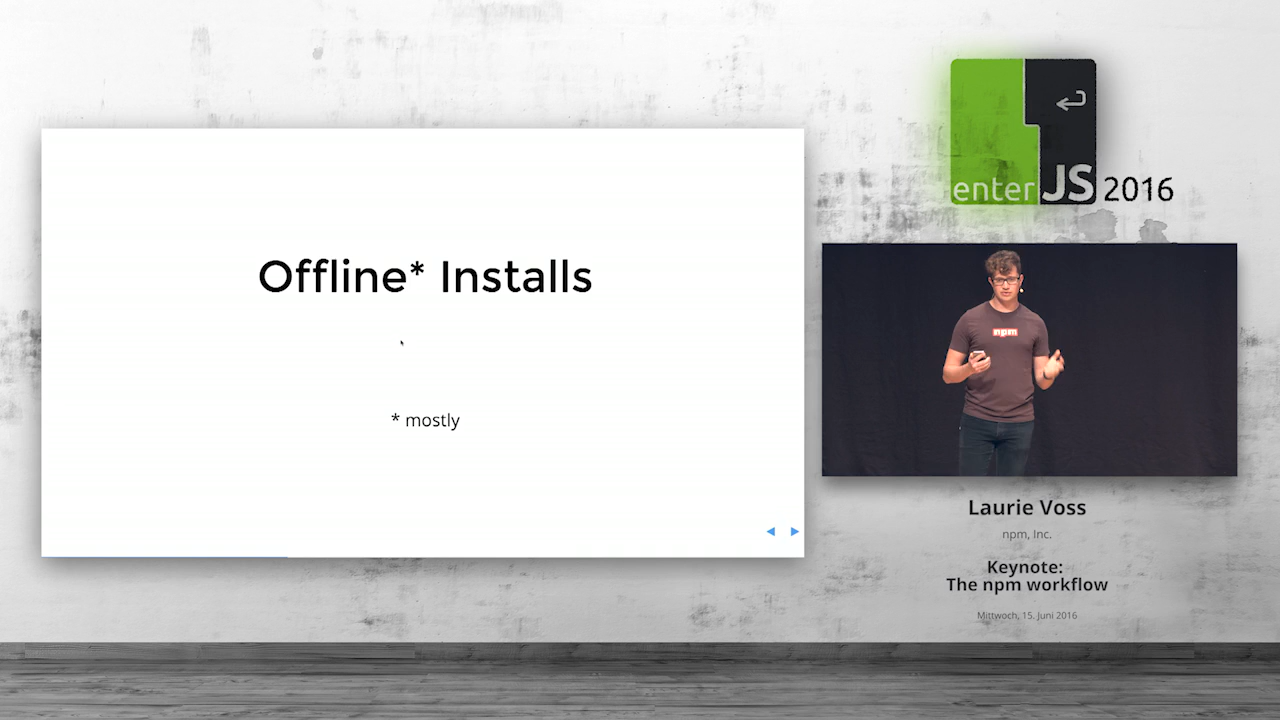 Offline* Installs
* mostly
enter JS 2016
npm
Laurie Voss
npm, Inc.
Keynote:
The npm workflow
Mittwoch, 15. Juni 2016